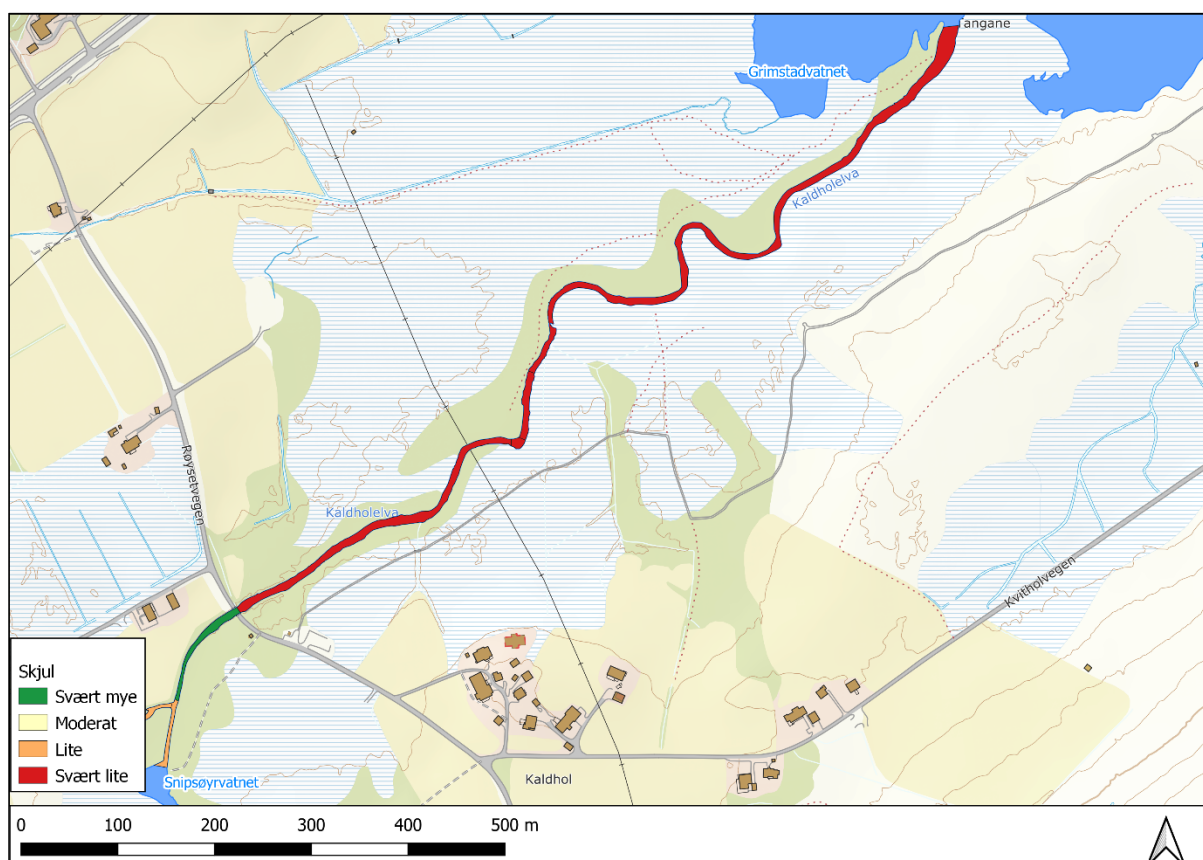 angane
Grimstadvatnet
Kaldholelva
Røysetvegen
Kaldholelva
Kvitholvegen
Skjul
Svært mye
Moderat
Lite
Svært lite
Snipsøyrvatnet
Kaldhol
0 100 200 300 400 500 m